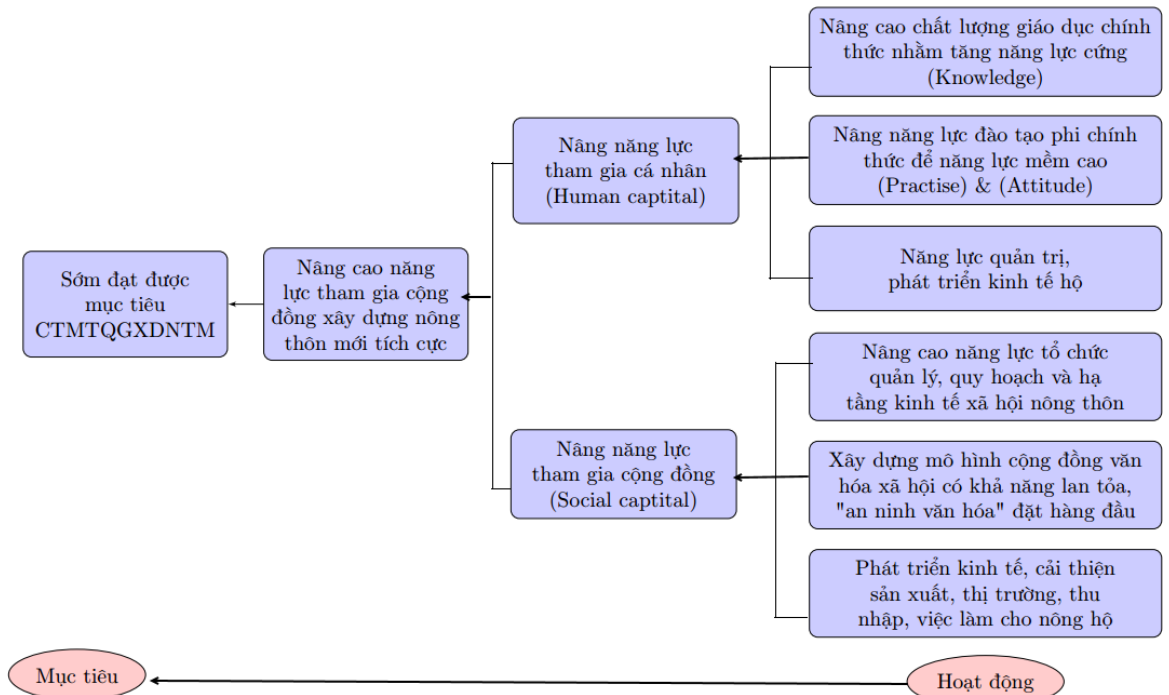 Nâng cao chất lượng giáo dục chính
thức nhằm tăng năng lực cứng
(Knowledge)
Nâng năng lực
tham gia cá nhân
(Human captital)
Nâng năng lực đào tạo phi chính
thức để năng lực mềm cao
(Practise) & (Attitude)
Năng lực quản trị,
phát triển kinh tế hộ
Sớm đạt được
mục tiêu
CTMTQGXDNTM
Nâng cao năng
lực tham gia cộng
đồng xây dựng nông
thôn mới tích cực
Nâng cao năng lực tổ chức
quản lý, quy hoạch và hạ
tầng kinh tế xã hội nông thôn
Nâng năng lực
tham gia cộng đồng
(Social captital)
Xây dựng mô hình cộng đồng văn
hóa xã hội có khả năng lan tỏa,
"an ninh văn hóa" đặt hàng đầu
Phát triển kinh tế, cải thiện
sản xuất, thị trường, thu
nhập, việc làm cho nông hộ
Mục tiêu
Hoạt động